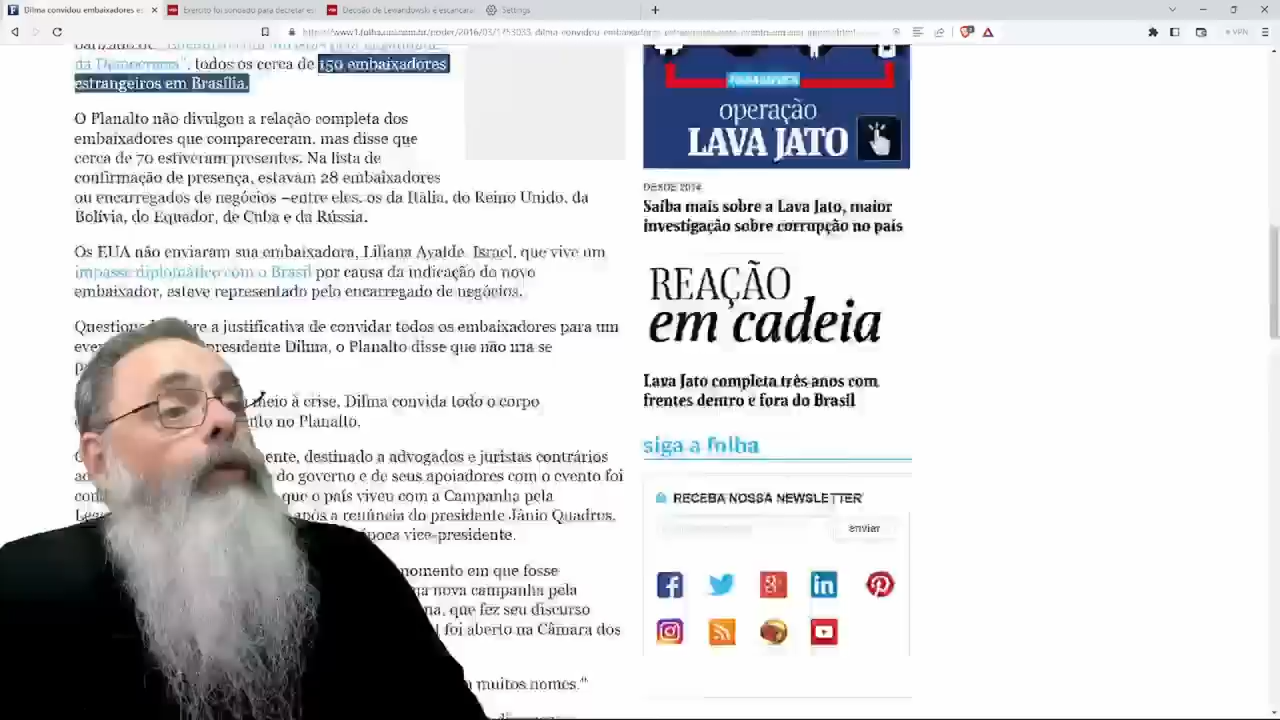 Dilma convidou embaixadores es
Exército foi sondado para decretar es
Decisão de Lewandowski é escancara
Settings
na Democracia", todos os cerca de 150 embaixadores
estrangeiros em Brasília.
O Planalto não divulgou a relação completa dos
embaixadores que compareceram, mas disse que
cerca de 70 estiveram presentes. Na lista de
confirmação de presença, estavam 28 embaixadores
ou encarregados de negócios –entre eles, os da Itália, do Reino Unido, da
Bolívia, do Equador, de Cuba e da Rússia.
Os EUA não enviaram sua embaixadora, Liliana Ayalde. Israel, que vive um
impasse diplomático com o Brasil por causa da indicação do novo
embaixador, esteve representado pelo encarregado de negócios.
a justificativa de convidar todos os embaixadores para um
presidente Dilma, o Planalto disse que não iria se
meio à crise, Dilma convida todo o corpo
no Planalto.
destinado a advogados e juristas contrários
do governo e de seus apoiadores com o evento foi
que o país viveu com a Campanha pela
após a renúncia do presidente Jânio Quadros,
época vice-presidente.
momento em que fosse
nova campanha pela
que fez seu discurso
foi aberto na Câmara dos
muitos nomes."
operação
LAVA JATO
DESDE 2014
Saiba mais sobre a Lava Jato, maior
investigação sobre corrupção no país
REAÇÃO
em cadeia
Lava Jato completa três anos com
frentes dentro e fora do Brasil
siga a folha
RECEBA NOSSA NEWSLETTER
enviar